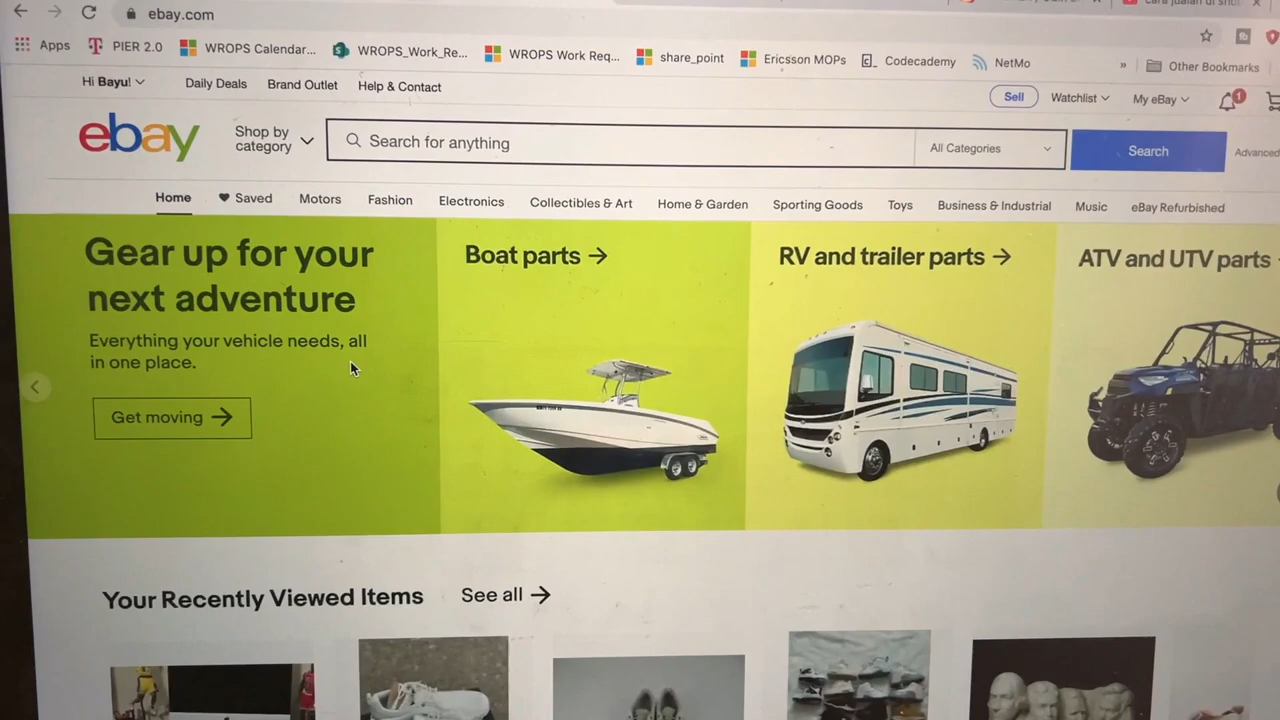 cara jualan di
ebay.com
Apps PIER 2.0 WROPS Calendar... WROPS_Work_Re... WROPS Work Req... share_point Ericsson MOPs Codecademy NetMo » Other Bookmarks
Hi Bayu! Daily Deals Brand Outlet Help & Contact Sell Watchlist My eBay 1
ebay Shop by category Search for anything All Categories Search Advanced
Home Saved Motors Fashion Electronics Collectibles & Art Home & Garden Sporting Goods Toys Business & Industrial Music eBay Refurbished
Gear up for your
next adventure
Everything your vehicle needs, all
in one place.
Get moving →
Boat parts →
RV and trailer parts →
ATV and UTV parts
Your Recently Viewed Items See all →